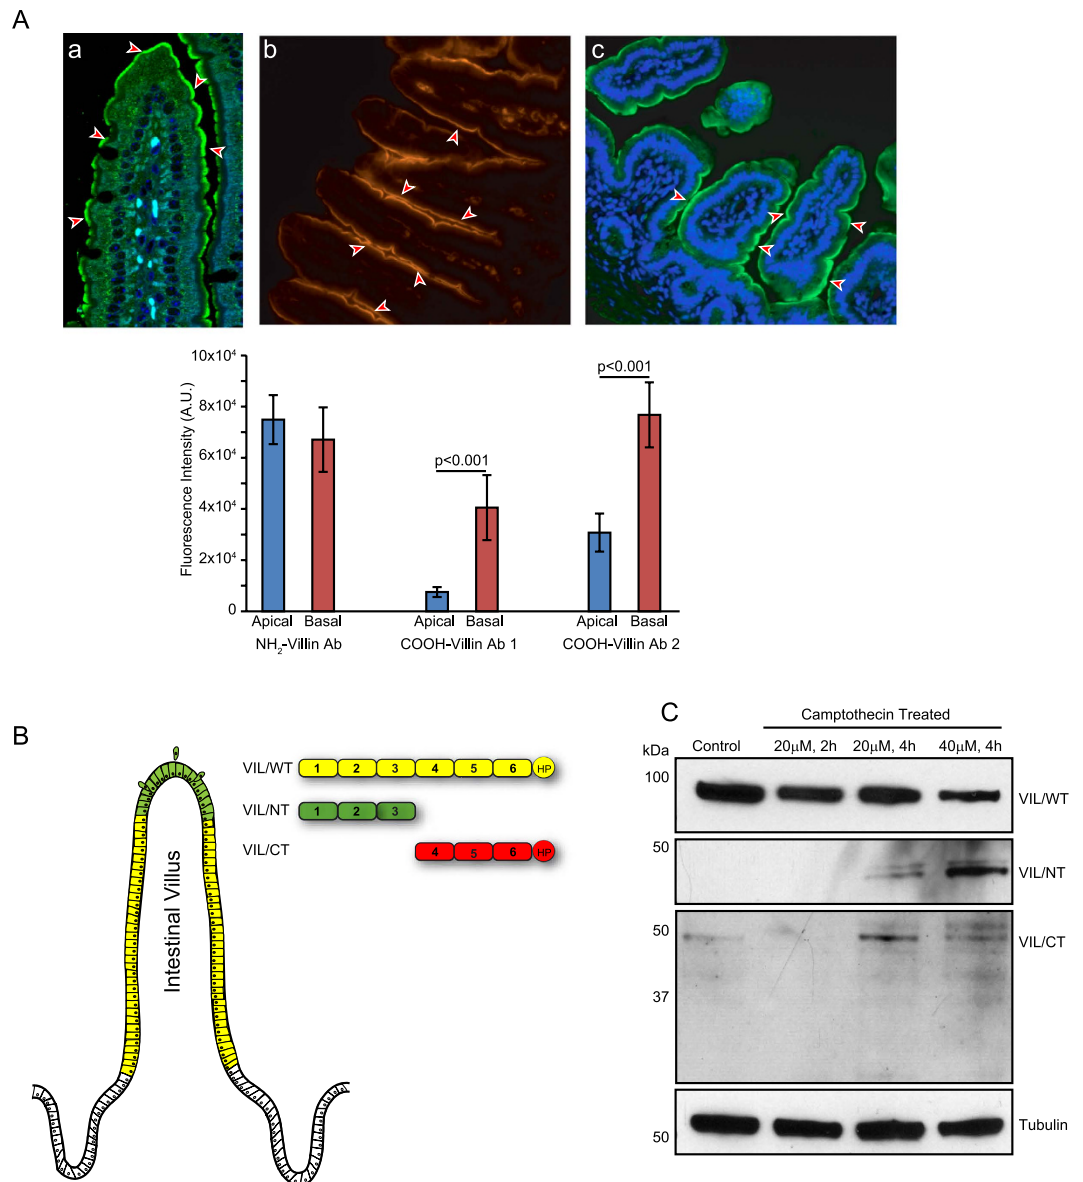 A
a
b
c
10x10⁴
8x10⁴
6x10⁴
4x10⁴
2x10⁴
0
Fluorescence Intensity (A.U.)
p<0.001
p<0.001
Apical Basal Apical Basal Apical Basal
NH₂-Villin Ab COOH-Villin Ab 1 COOH-Villin Ab 2
B
Intestinal Villus
VIL/WT 1 2 3 4 5 6 HP
VIL/NT 1 2 3
VIL/CT 4 5 6 HP
C
Camptothecin Treated
kDa Control 20μM, 2h 20μM, 4h 40μM, 4h
100
VIL/WT
50
VIL/NT
50
VIL/CT
37
Tubulin
50